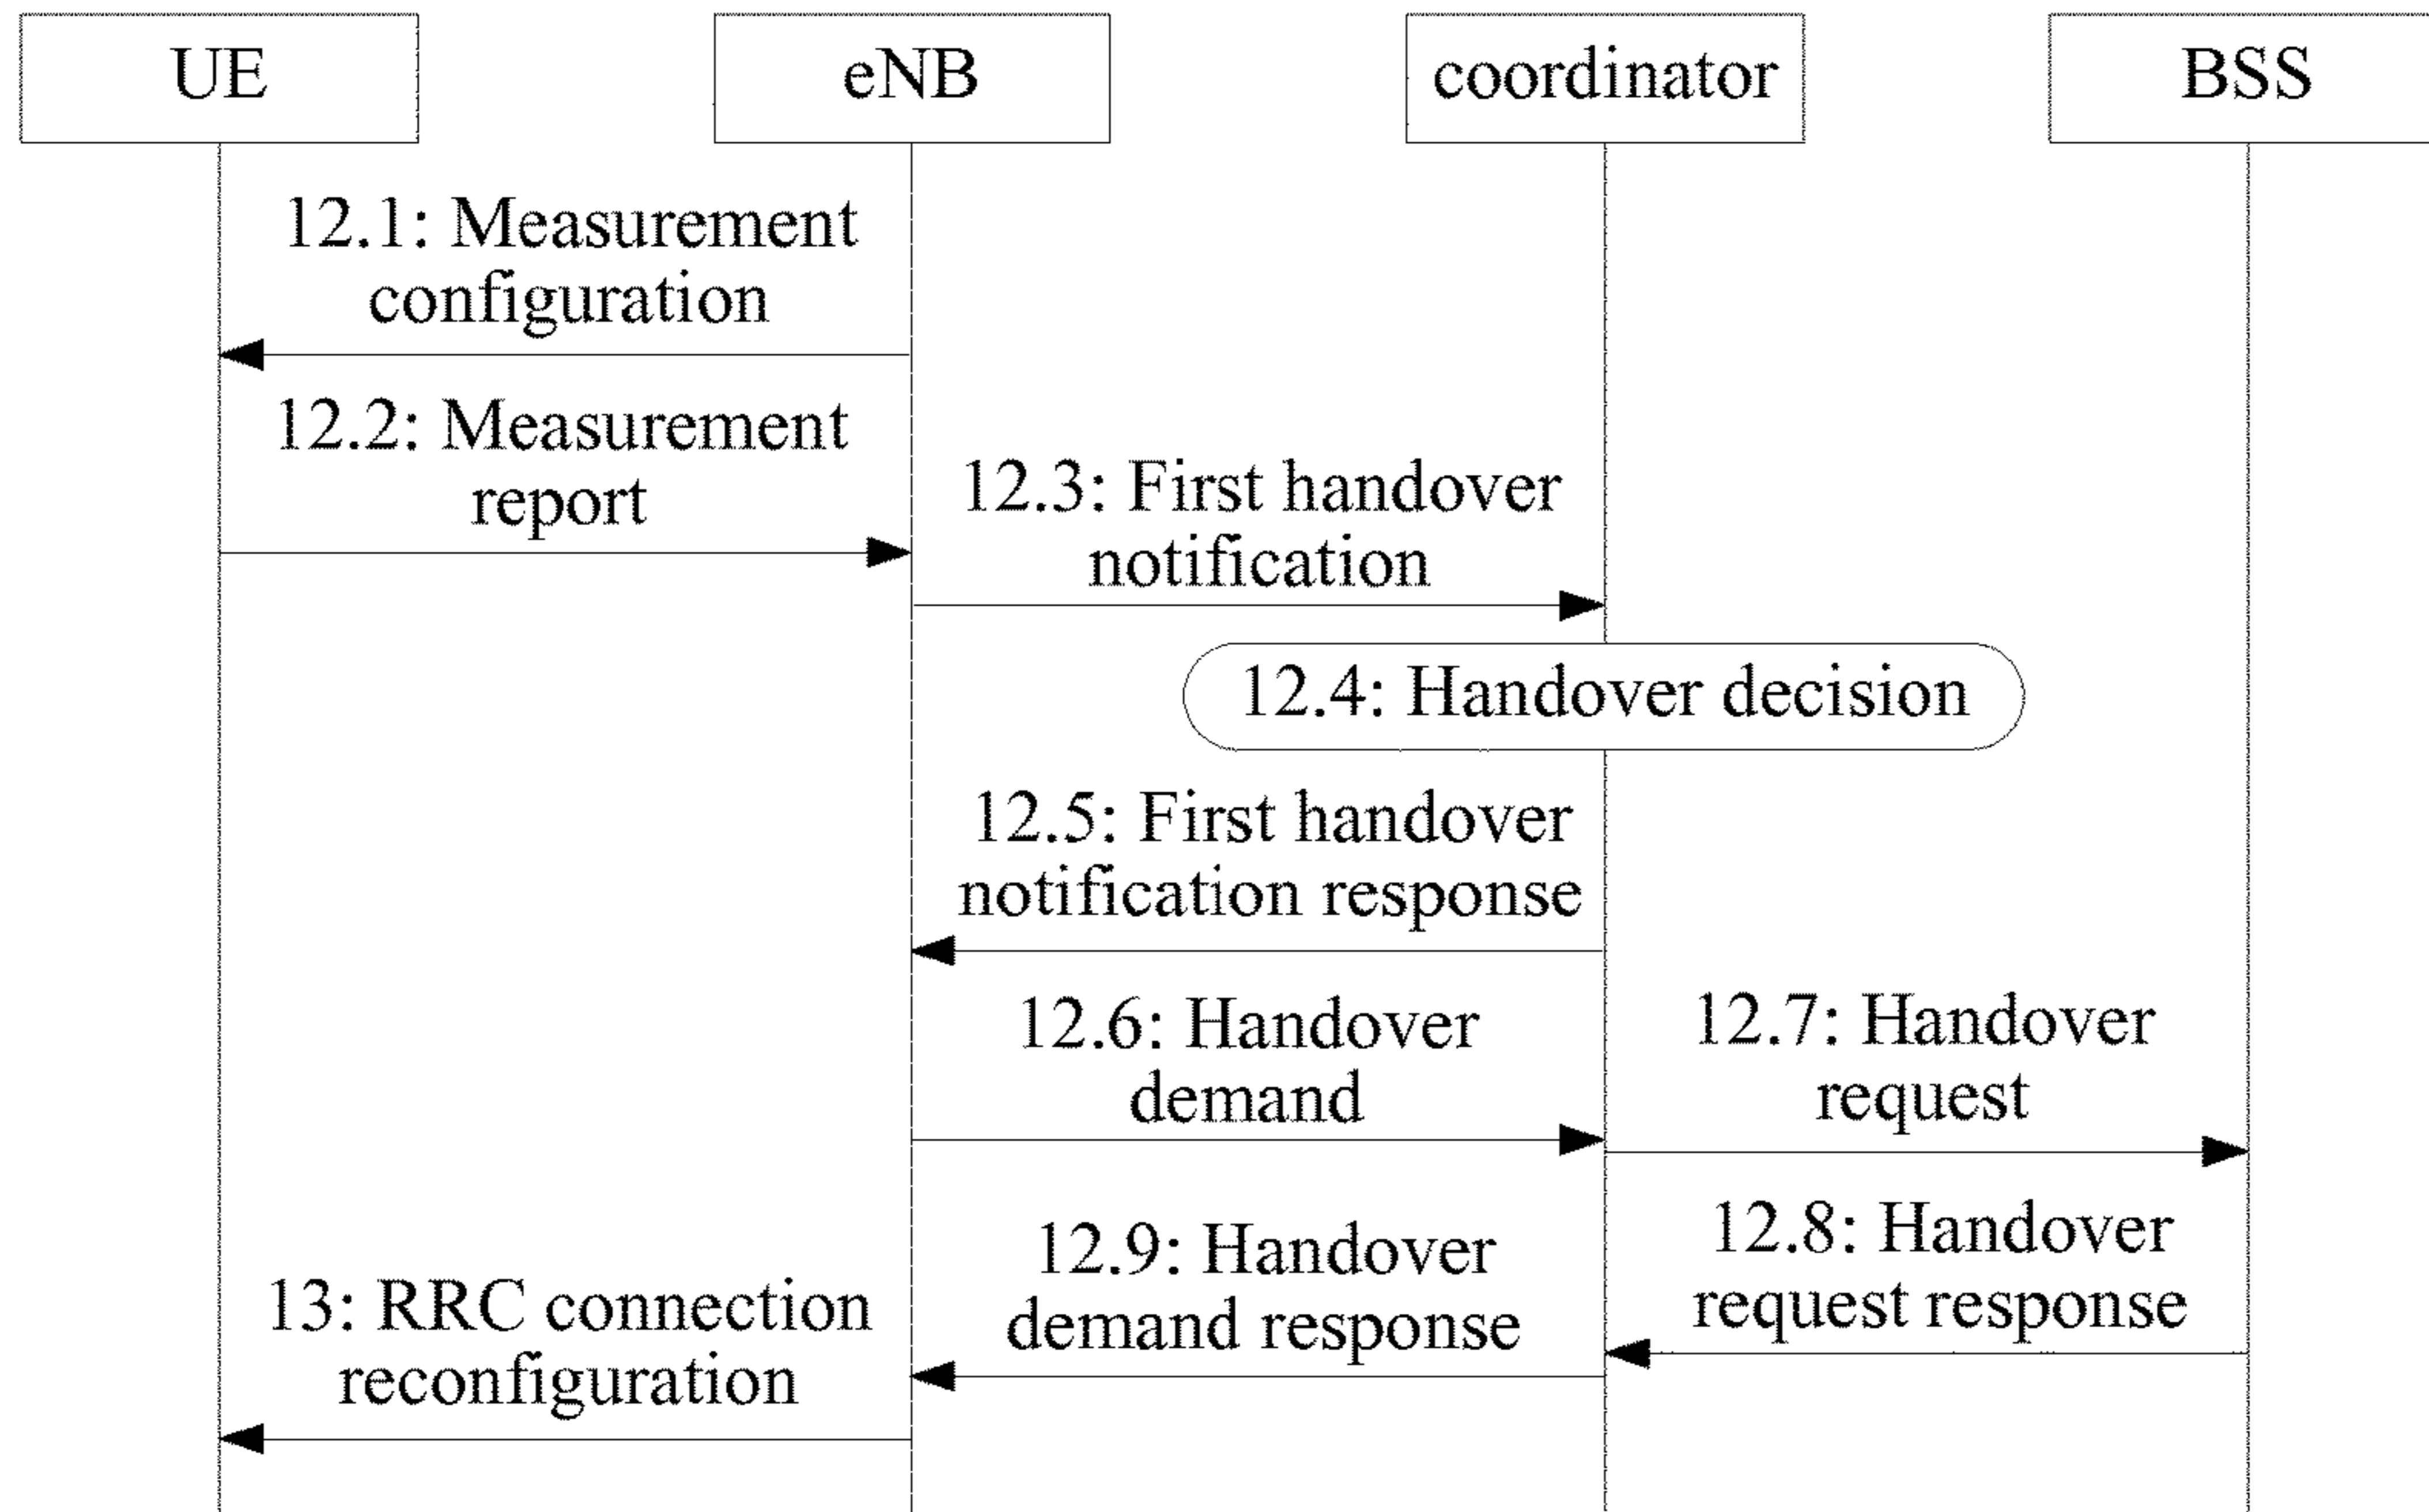 UE
eNB
coordinator
BSS
12.1: Measurement
configuration
12.2: Measurement
report
12.3: First handover
notification
12.4: Handover decision
12.5: First handover
notification response
12.6: Handover
demand
12.7: Handover
request
12.8: Handover
request response
12.9: Handover
demand response
13: RRC connection
reconfiguration